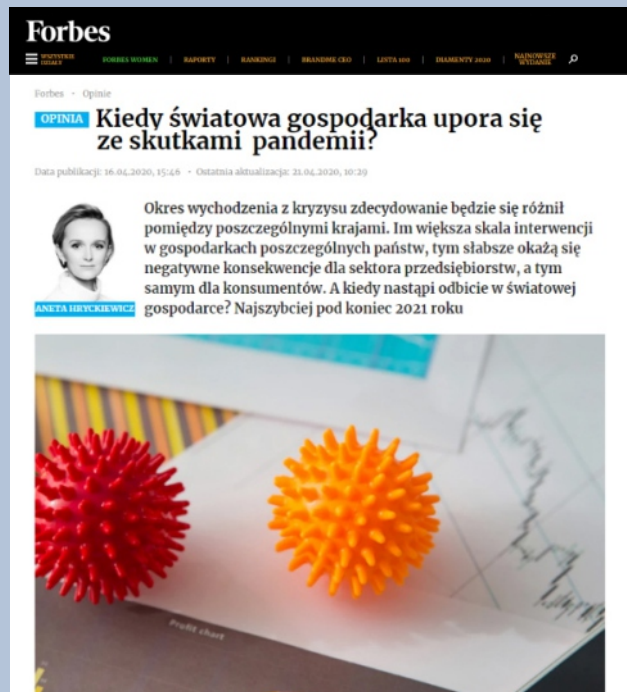 Forbes
WSZYSTKIE
DZIAŁY
FORBES WOMEN | RAPORTY | RANKINGI | BRANDME CEO | LISTA 100 | DIAMENTY 2020 | NAJNOWSZE
WYDANIE
Forbes • Opinie
OPINIA Kiedy światowa gospodarka upora się
ze skutkami pandemii?
Data publikacji: 16.04.2020, 15:46 • Ostatnia aktualizacja: 21.04.2020, 10:29
Okres wychodzenia z kryzysu zdecydowanie będzie się różnił
pomiędzy poszczególnymi krajami. Im większa skala interwencji
w gospodarkach poszczególnych państw, tym słabsze okażą się
negatywne konsekwencje dla sektora przedsiębiorstw, a tym
samym dla konsumentów. A kiedy nastąpi odbicie w światowej
gospodarce? Najszybciej pod koniec 2021 roku
ANETA HRYCKIEWICZ
Profit chart